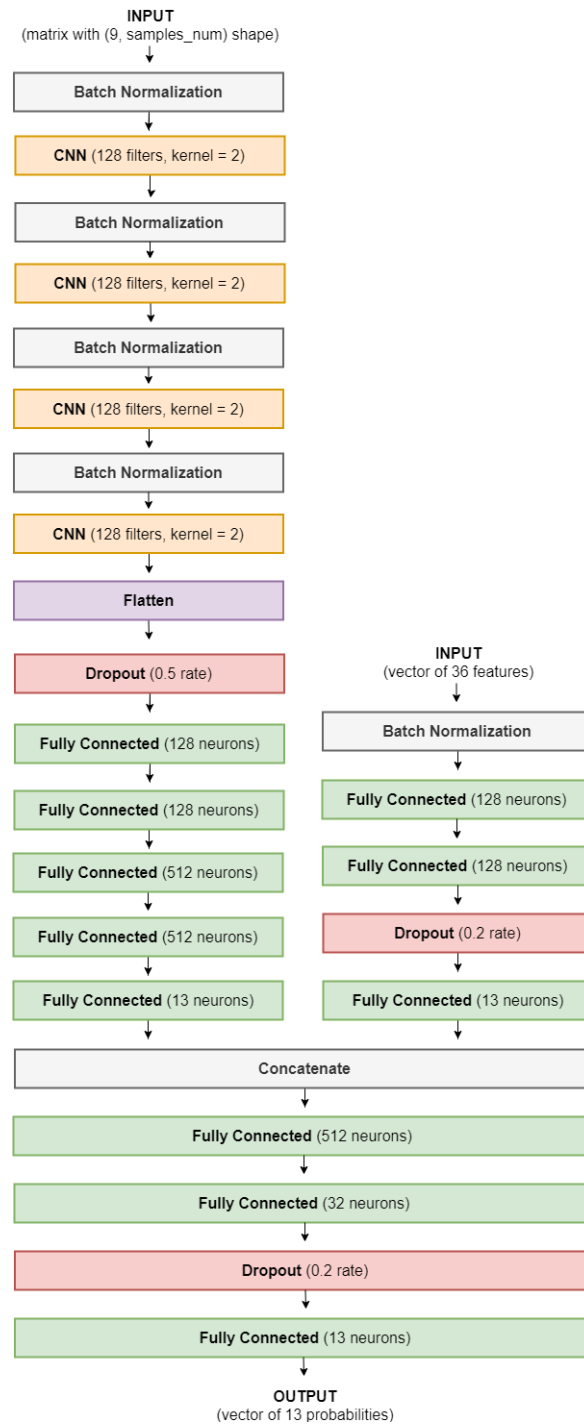 INPUT
(matrix with (9, samples_num) shape)
Batch Normalization
CNN (128 filters, kernel = 2)
Batch Normalization
CNN (128 filters, kernel = 2)
Batch Normalization
CNN (128 filters, kernel = 2)
Batch Normalization
CNN (128 filters, kernel = 2)
Flatten
Dropout (0.5 rate)
Fully Connected (128 neurons)
Fully Connected (128 neurons)
Fully Connected (512 neurons)
Fully Connected (512 neurons)
Fully Connected (13 neurons)
INPUT
(vector of 36 features)
Batch Normalization
Fully Connected (128 neurons)
Fully Connected (128 neurons)
Dropout (0.2 rate)
Fully Connected (13 neurons)
Concatenate
Fully Connected (512 neurons)
Fully Connected (32 neurons)
Dropout (0.2 rate)
Fully Connected (13 neurons)
OUTPUT
(vector of 13 probabilities)